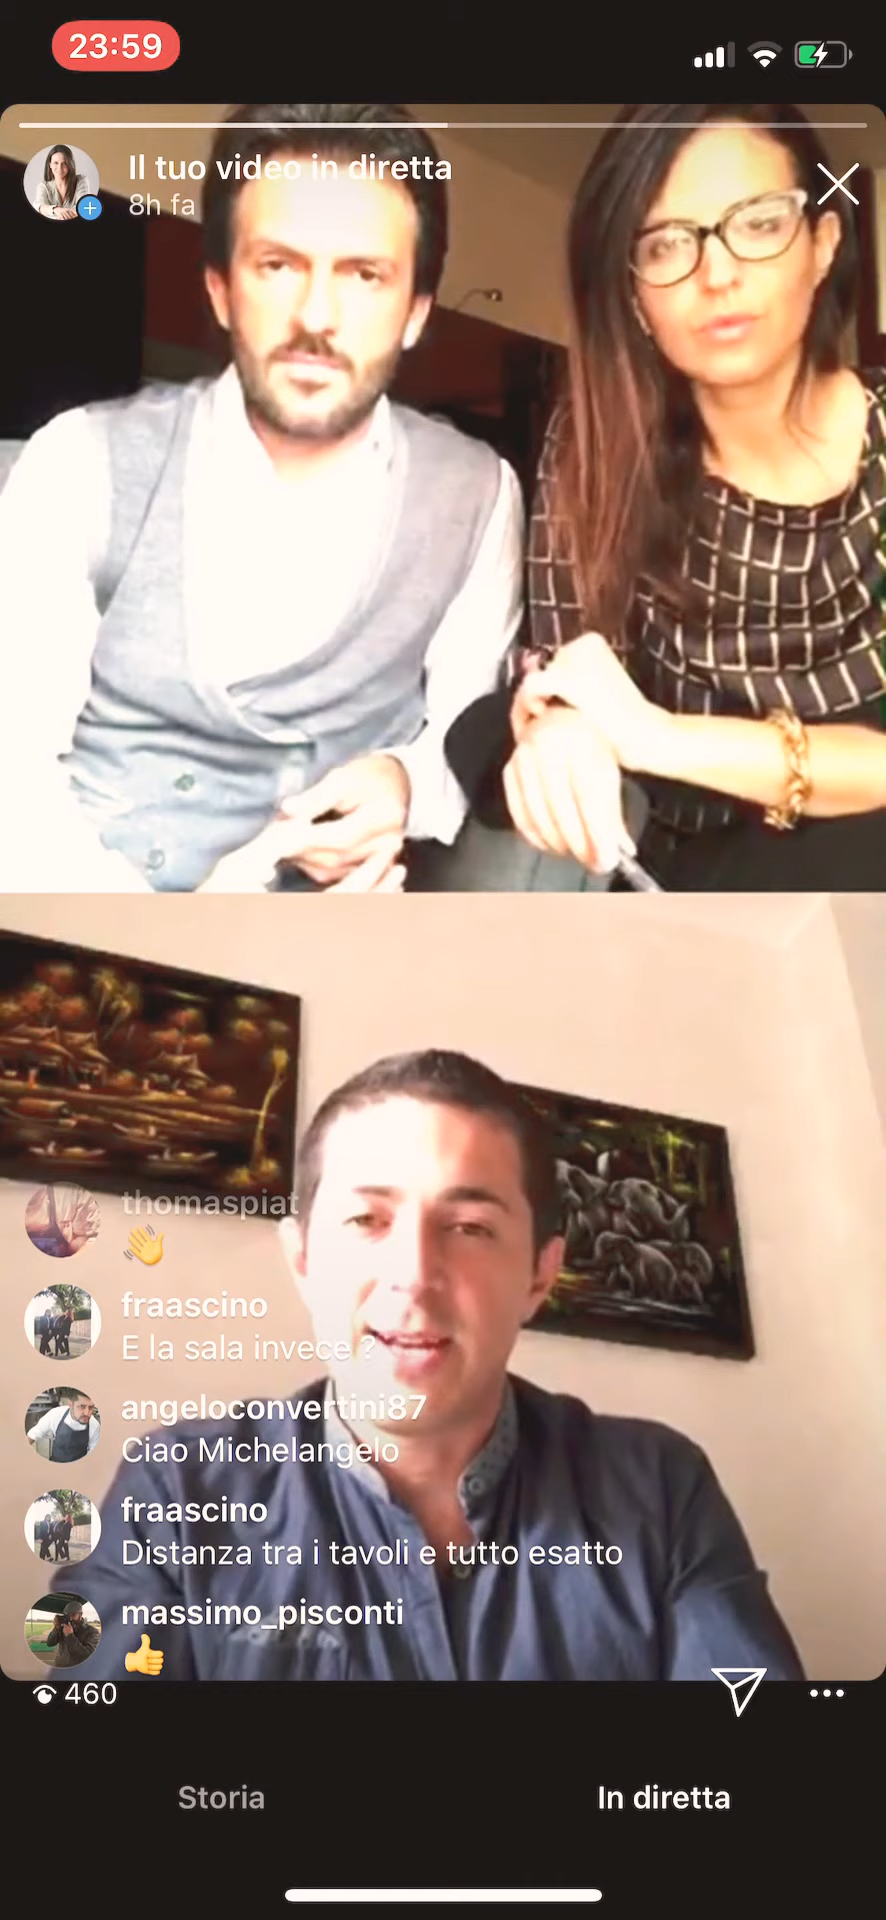 23:59
Il tuo video in diretta
8h fa
thomaspiat
👋
fraascino
E la sala invece ?
angeloconvertini87
Ciao Michelangelo
fraascino
Distanza tra i tavoli e tutto esatto
massimo_pisconti
👍
460
Storia
In diretta